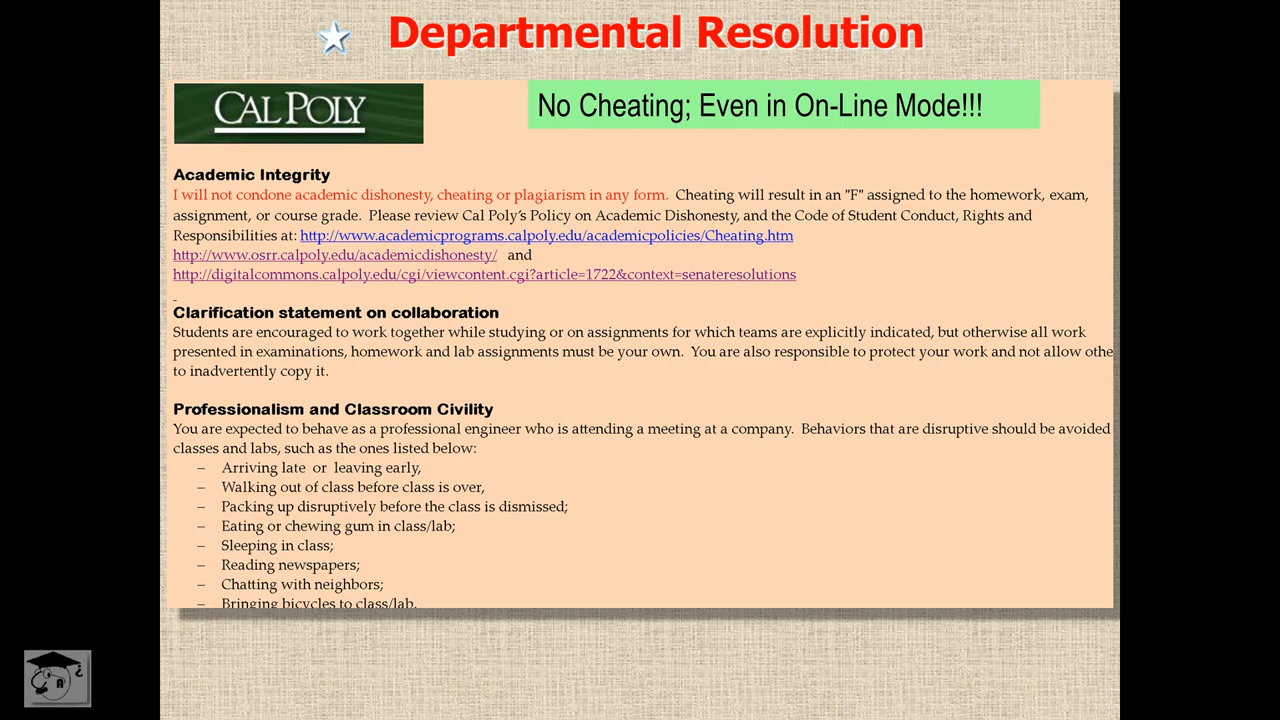 Departmental Resolution
CAL POLY
No Cheating; Even in On-Line Mode!!!
Academic Integrity
I will not condone academic dishonesty, cheating or plagiarism in any form. Cheating will result in an "F" assigned to the homework, exam,
assignment, or course grade. Please review Cal Poly's Policy on Academic Dishonesty, and the Code of Student Conduct, Rights and
Responsibilities at: http://www.academicprograms.calpoly.edu/academicpolicies/Cheating.htm
http://www.osrr.calpoly.edu/academicdishonesty/ and
http://digitalcommons.calpoly.edu/cgi/viewcontent.cgi?article=1722&context=senateresolutions
Clarification statement on collaboration
Students are encouraged to work together while studying or on assignments for which teams are explicitly indicated, but otherwise all work
presented in examinations, homework and lab assignments must be your own. You are also responsible to protect your work and not allow othe
to inadvertently copy it.
Professionalism and Classroom Civility
You are expected to behave as a professional engineer who is attending a meeting at a company. Behaviors that are disruptive should be avoided
classes and labs, such as the ones listed below:
– Arriving late or leaving early,
– Walking out of class before class is over,
– Packing up disruptively before the class is dismissed;
– Eating or chewing gum in class/lab;
– Sleeping in class;
– Reading newspapers;
– Chatting with neighbors;
– Bringing bicycles to class/lab.